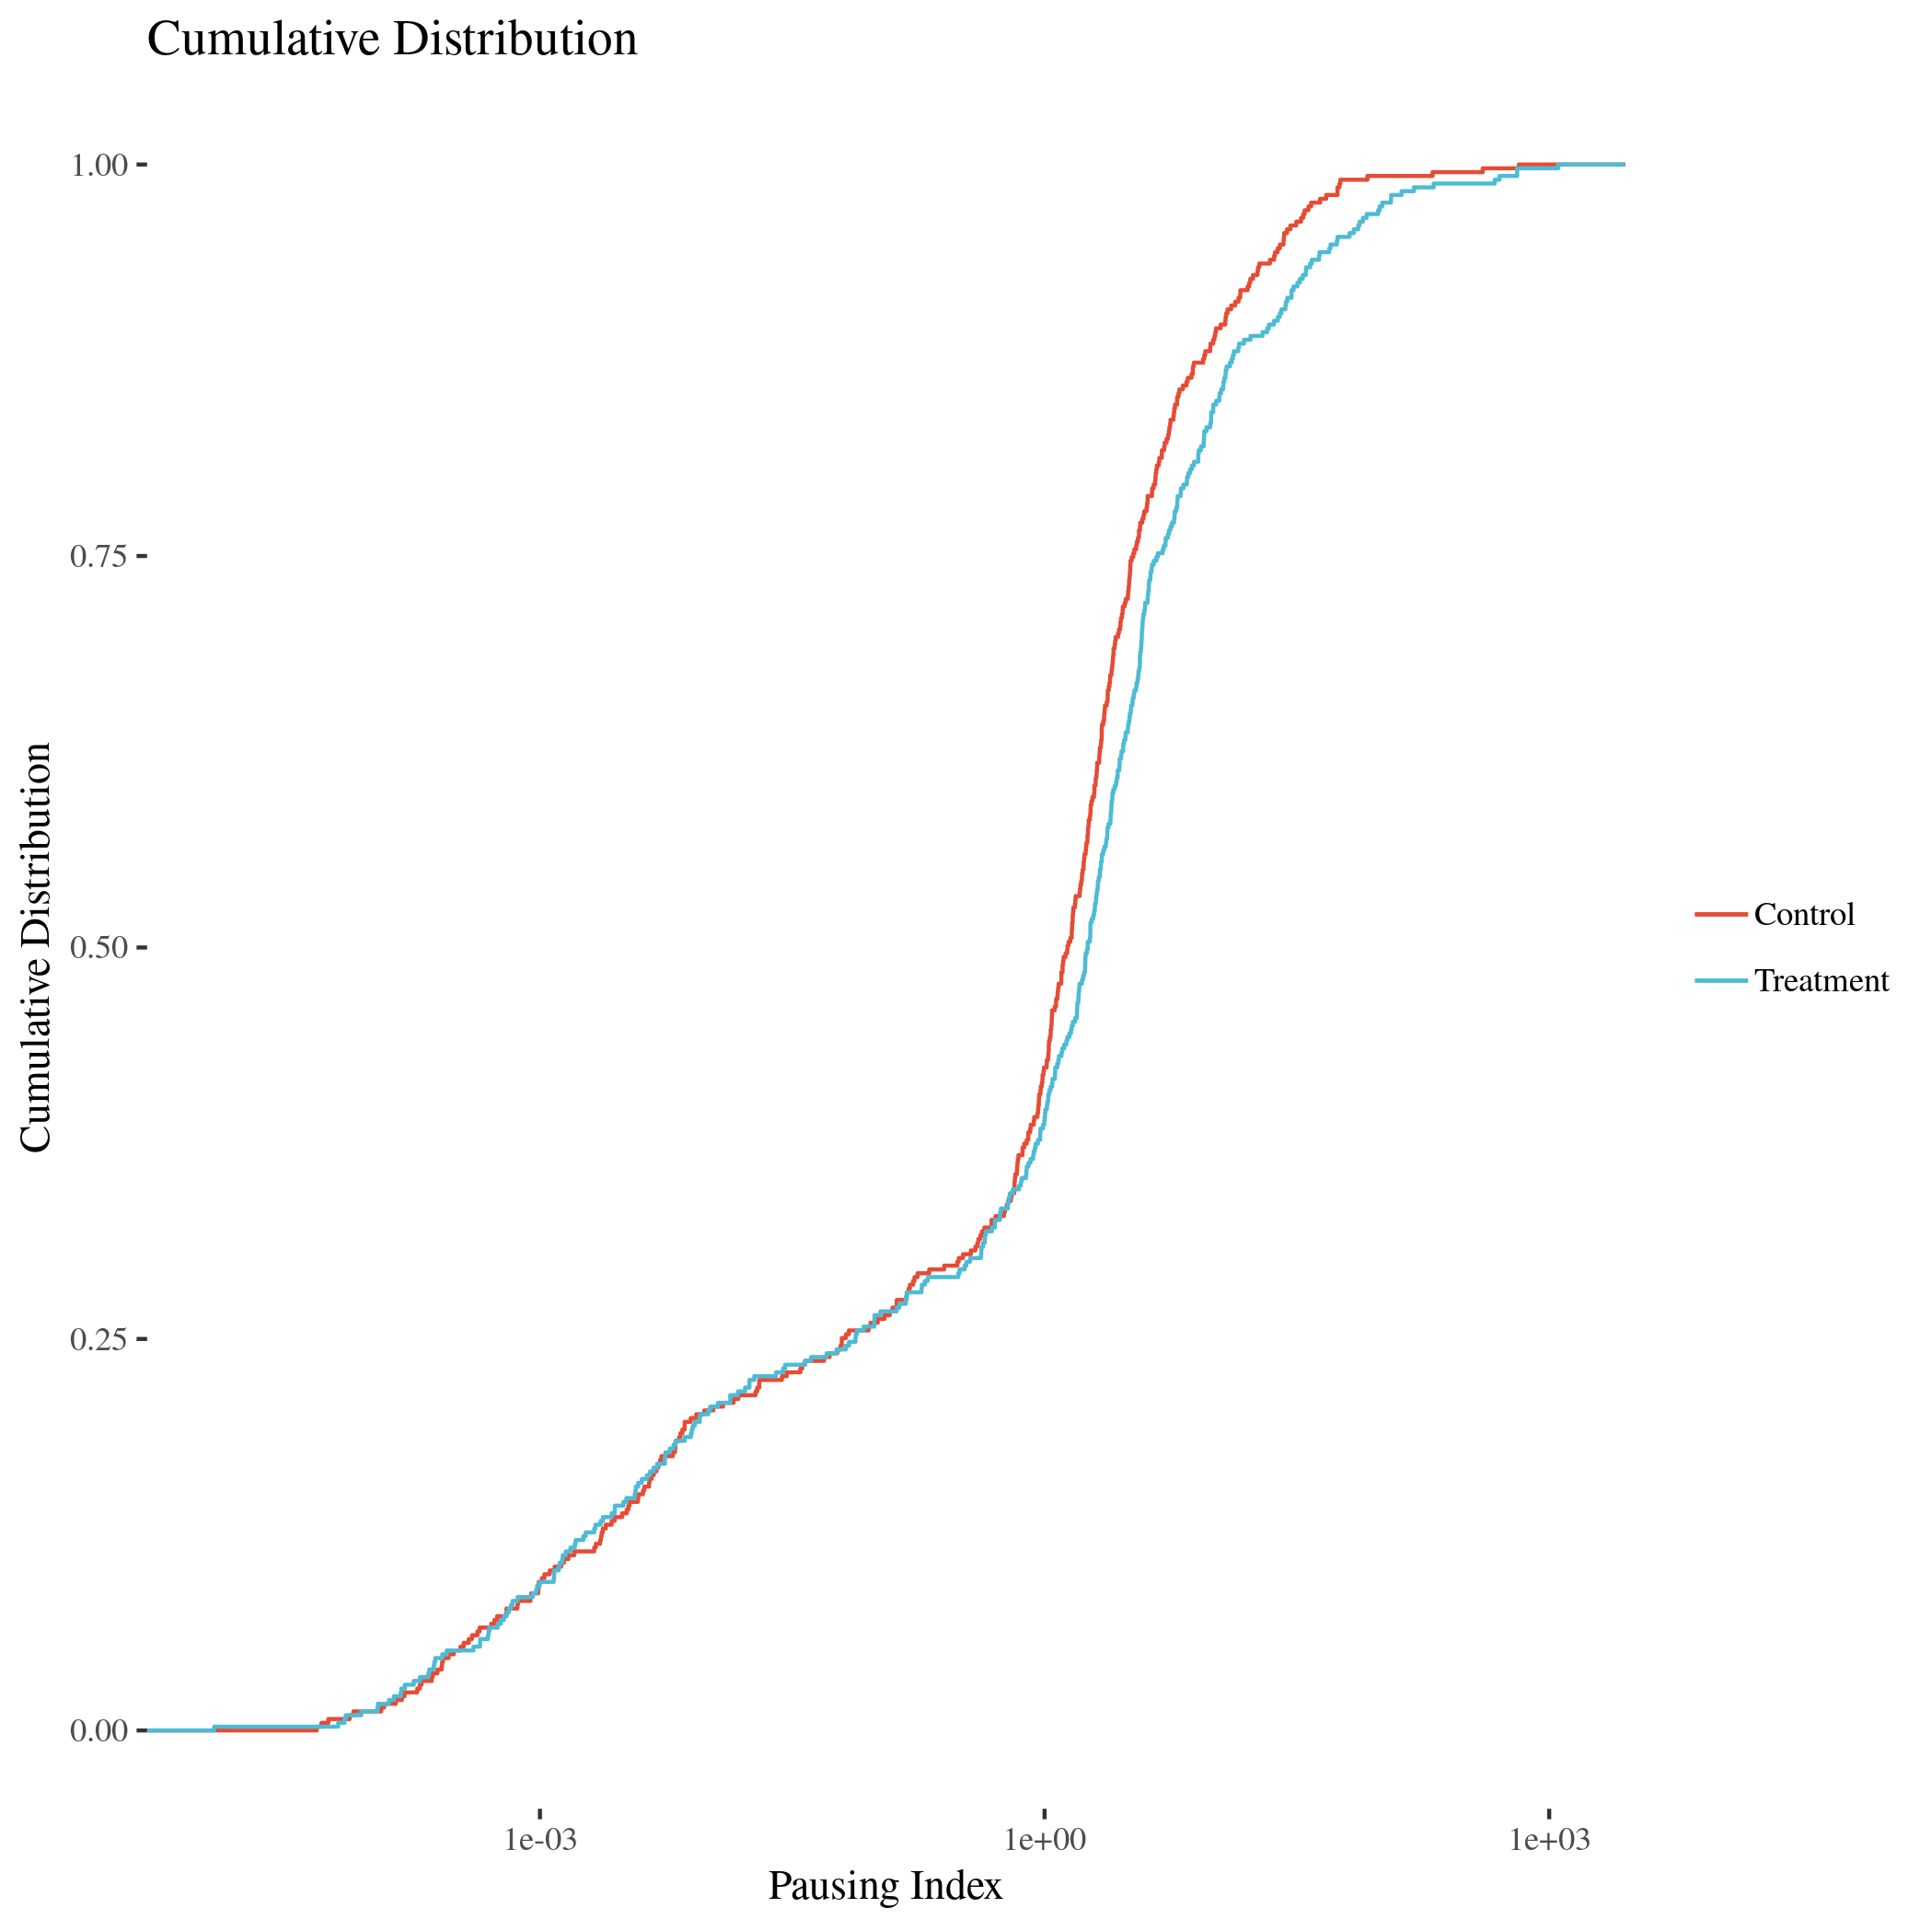 Cumulative Distribution
1.00
0.75
0.50
0.25
0.00
Cumulative Distribution
1e-03 1e+00 1e+03
Pausing Index
Control
Treatment